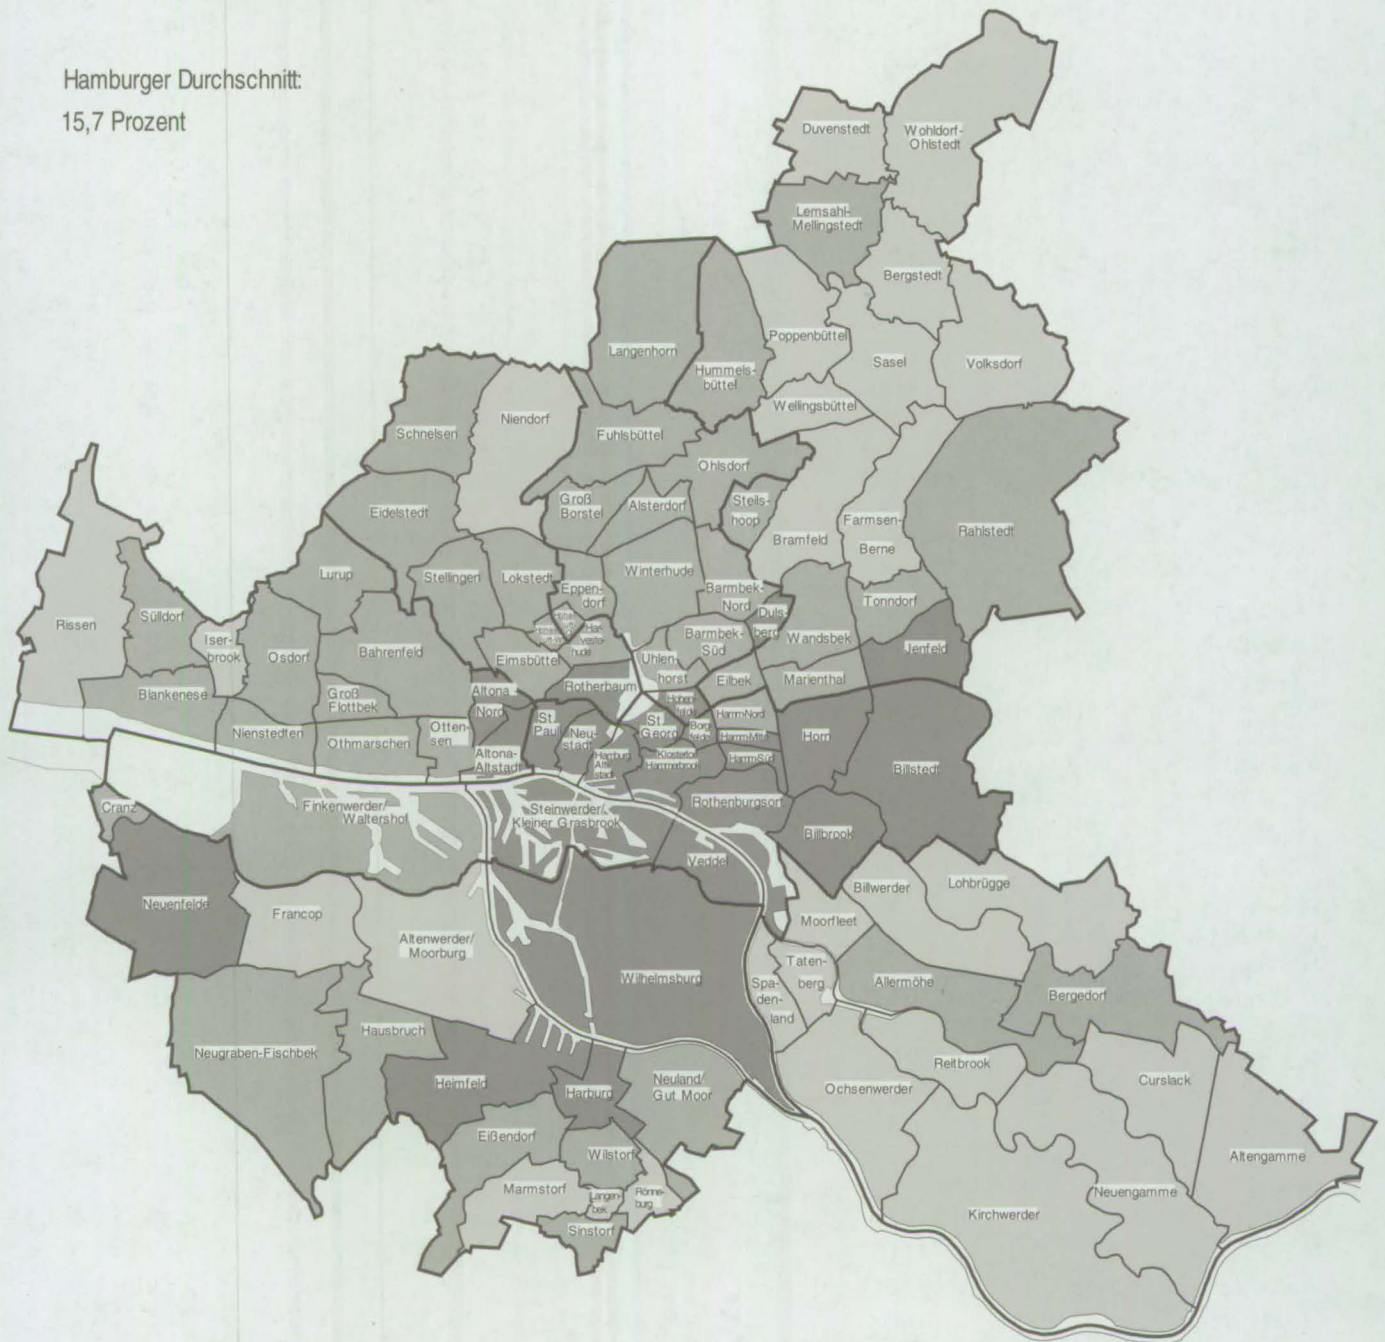 Hamburger Durchschnitt:
15,7 Prozent
Duvenstedt
Wohldorf-
Ohlstedt
Lemsahl-
Mellingstedt
Bergstedt
Poppenbüttel
Sasel
Volksdorf
Langenhorn
Hummels-
büttel
Wellingsbüttel
Niendorf
Schnelsen
Fuhlsbüttel
Ohlsdorf
Eidelstedt
Groß
Borstel
Alsterdorf
Steils-
hoop
Bramfeld
Farmsen-
Berne
Rahlstedt
Lurup
Stellingen
Lokstedt
Eppen-
dorf
Winterhude
Barmbek-
Nord
Duls-
berg
Wandsbek
Tonndorf
Jenfeld
Rissen
Sülldorf
Iser-
brook
Osdorf
Bahrenfeld
Eimsbüttel
Har-
veste-
hude
Uhlen-
horst
Barmbek-
Süd
Eilbek
Marienthal
Blankenese
Groß
Flottbek
Altona
Nord
Rotherbaum
Hohen-
felde
Nienstedten
Othmarschen
Otten-
sen
Altona-
Altstadt
St.
Pauli
Neu-
stadt
Hamburg
Alt-
stadt
St.
Georg
Bor-
felde
Hamm-Nord
Hamm-Mitte
Hamm-Süd
Klostertor
Hammerbrook
Horn
Billstedt
Cranz
Finkenwerder/
Waltershof
Steinwerder/
Kleiner Grasbrook
Rothenburgsort
Veddel
Billbrook
Neuenfelde
Francop
Altenwerder/
Moorburg
Wilhelmsburg
Moorfleet
Billwerder
Lohbrügge
Spa-
den-
land
Taten-
berg
Allermöhe
Bergedorf
Neugraben-Fischbek
Hausbruch
Heimfeld
Harburg
Neuland/
Gut Moor
Ochsenwerder
Reitbrook
Curslack
Eißendorf
Wilstorf
Marmstorf
Langen-
bek
Rönne-
burg
Sinstorf
Kirchwerder
Neuengamme
Altengamme